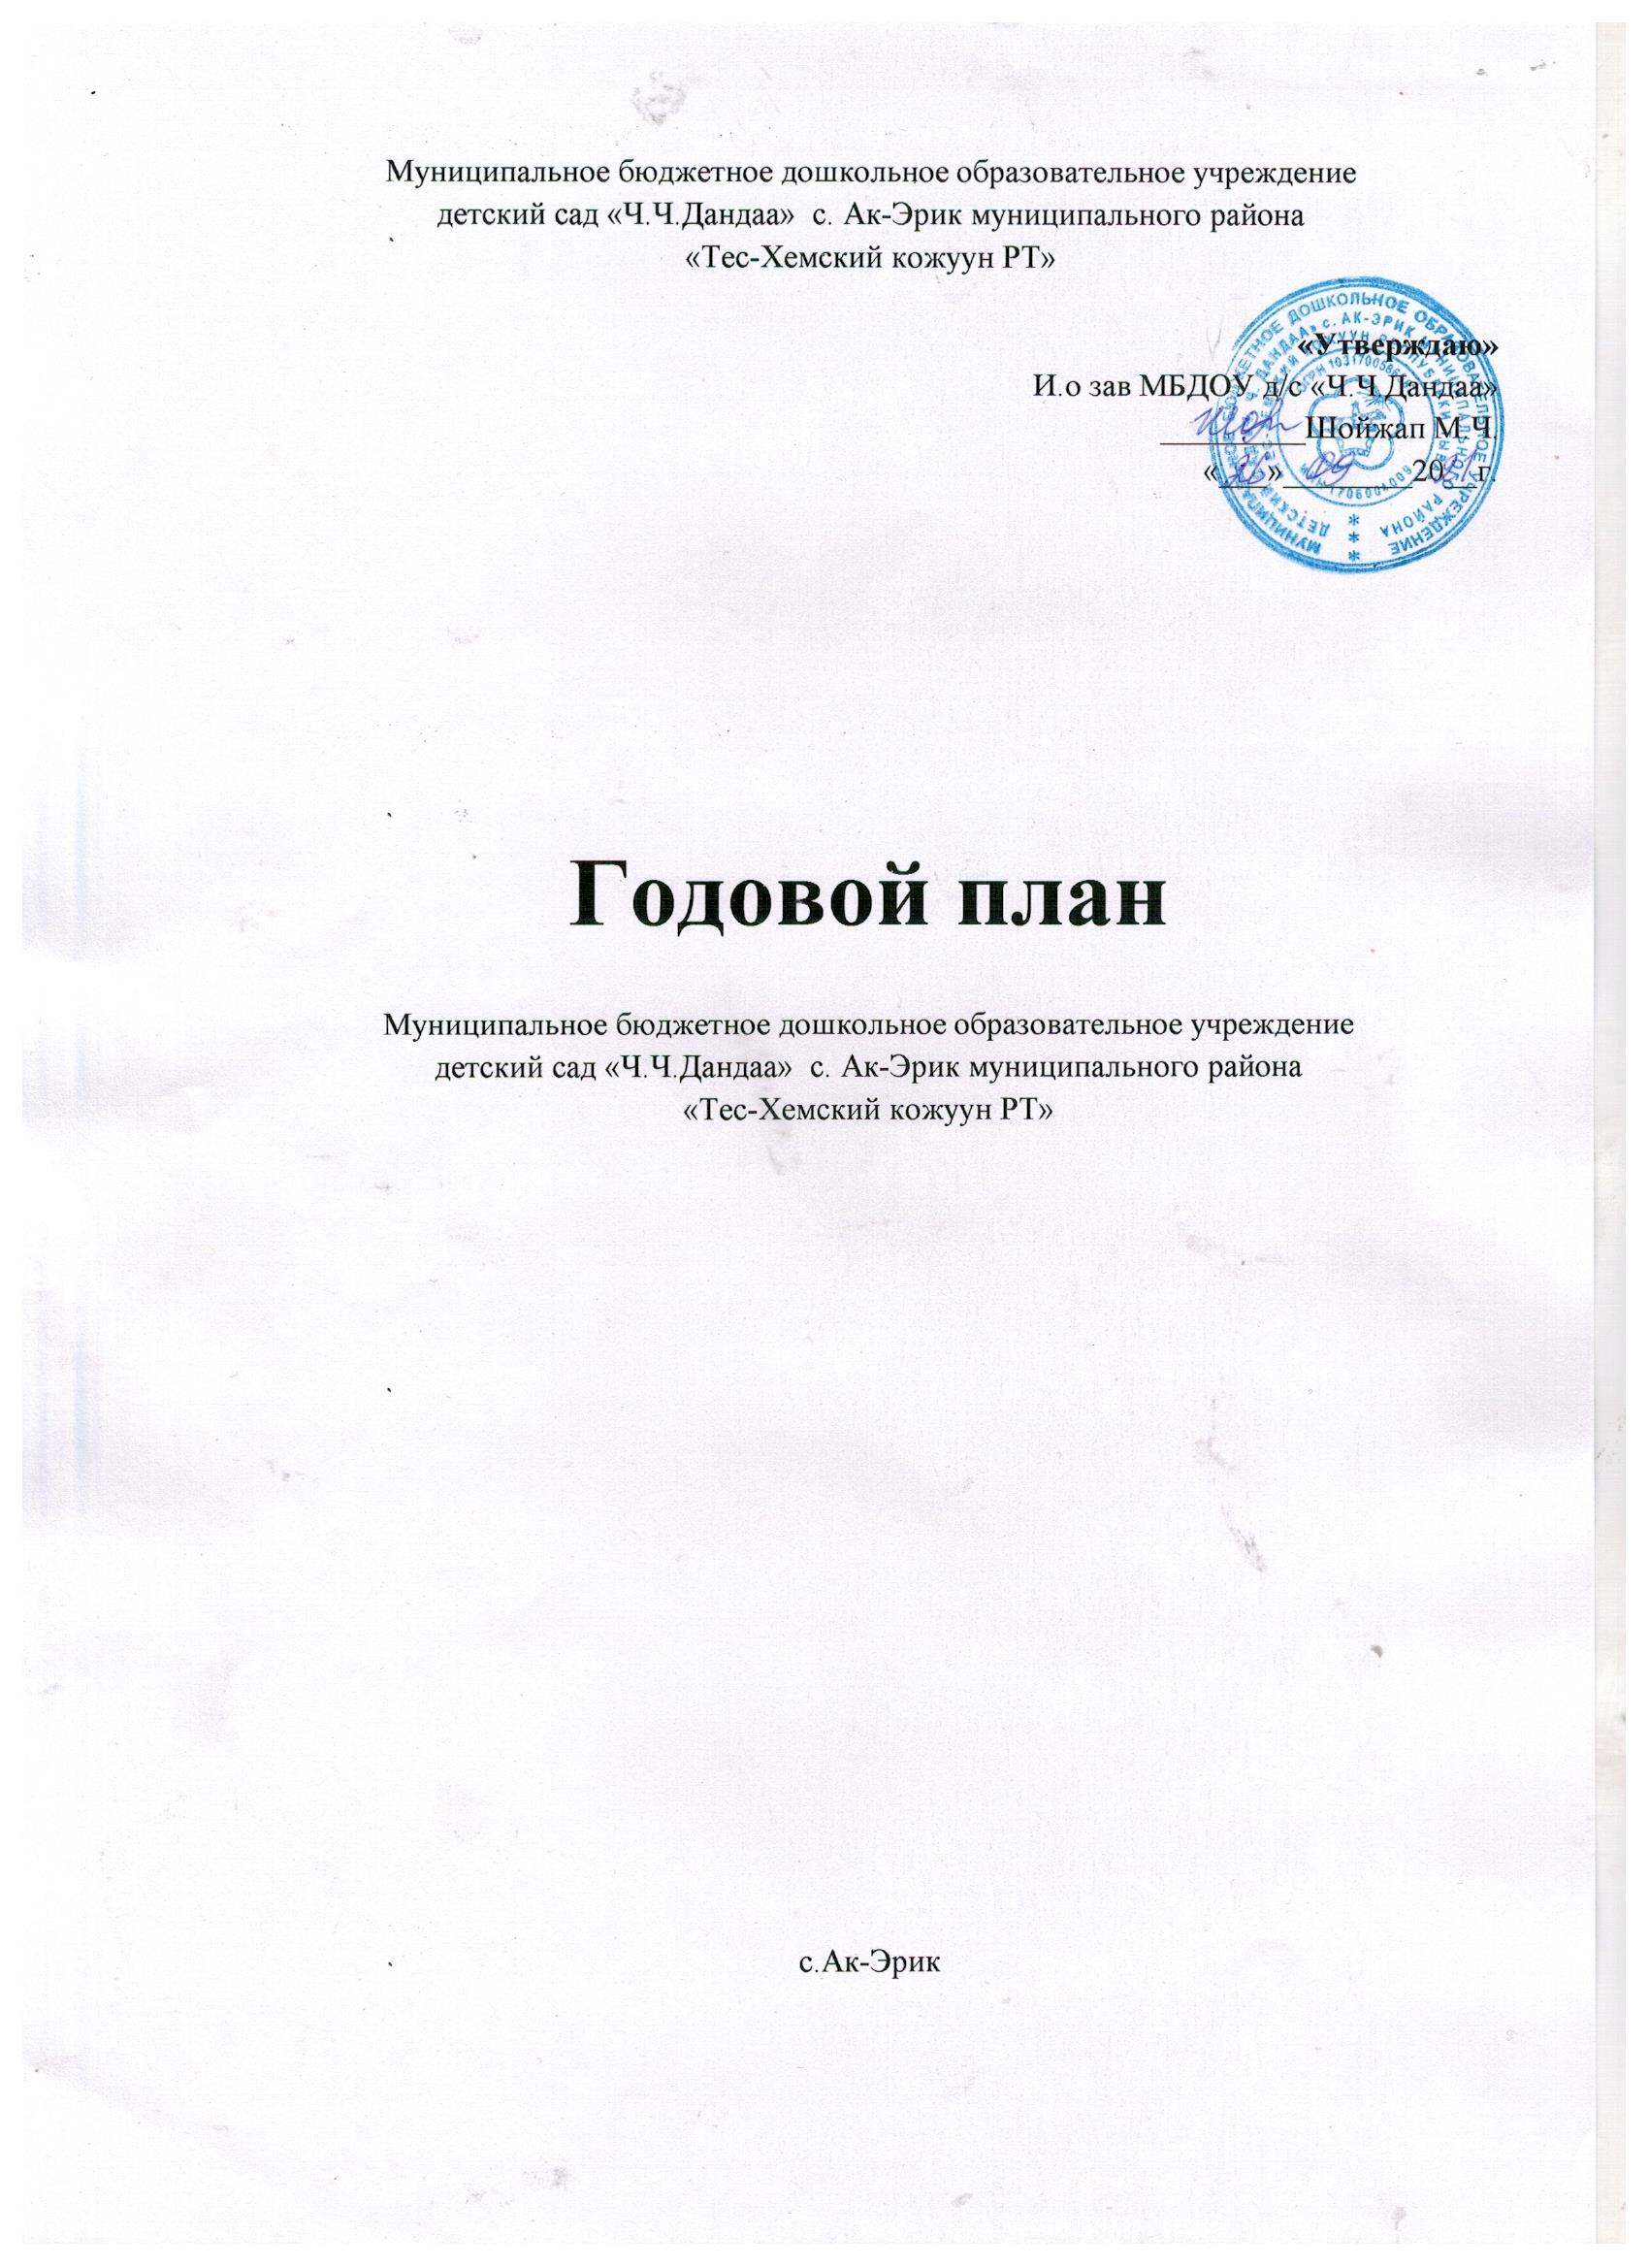 Муниципальное бюджетное дошкольное образовательное учреждение
детский сад «Ч.Ч.Дандаа» с. Ак-Эрик муниципального района
«Тес-Хемский кожуун РТ»
«Утверждаю»
И.о зав МБДОУ д/с «Ч.Ч.Дандаа»
Шойжап М.Ч.
«26» 09 20 г.
Годовой план
Муниципальное бюджетное дошкольное образовательное учреждение
детский сад «Ч.Ч.Дандаа» с. Ак-Эрик муниципального района
«Тес-Хемский кожуун РТ»
с.Ак-Эрик